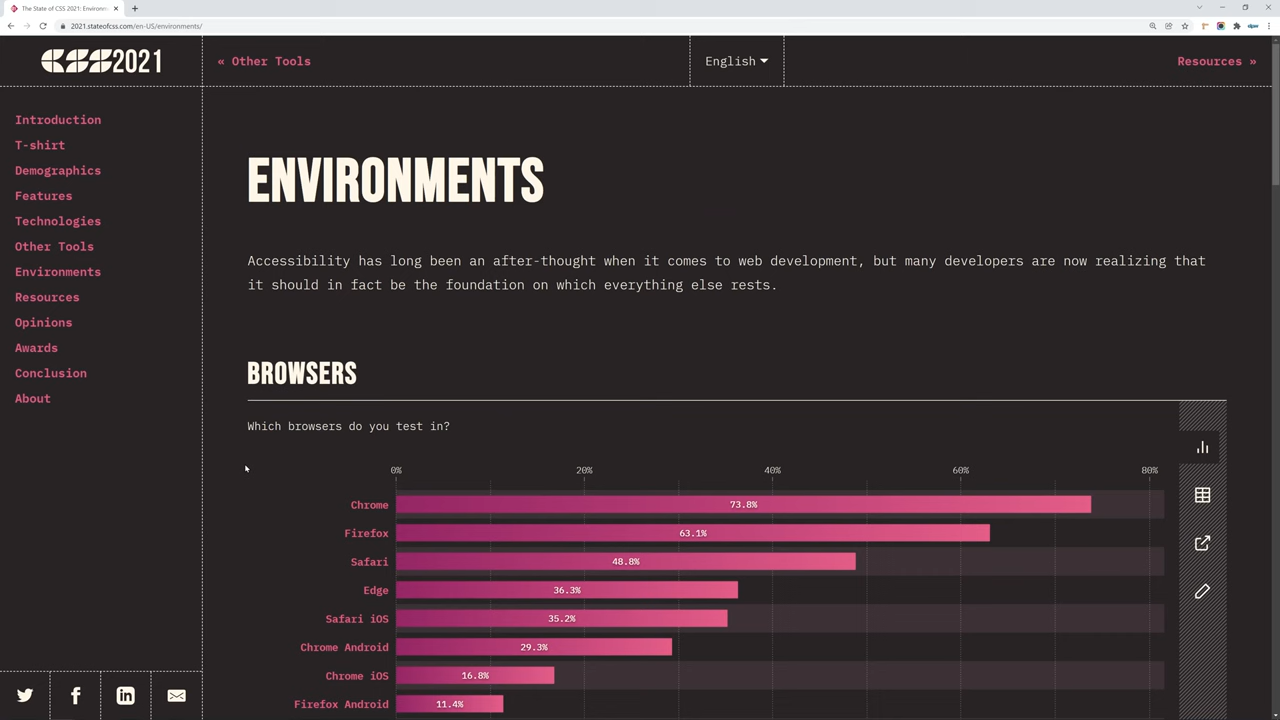 The State of CSS 2021: Environm
2021.stateofcss.com/en-US/environments/
CSS2021
« Other Tools
English
Resources »
Introduction
T-shirt
Demographics
Features
Technologies
Other Tools
Environments
Resources
Opinions
Awards
Conclusion
About
ENVIRONMENTS
Accessibility has long been an after-thought when it comes to web development, but many developers are now realizing that
it should in fact be the foundation on which everything else rests.
BROWSERS
Which browsers do you test in?
0% 20% 40% 60% 80%
Chrome 73.8%
Firefox 63.1%
Safari 48.8%
Edge 36.3%
Safari iOS 35.2%
Chrome Android 29.3%
Chrome iOS 16.8%
Firefox Android 11.4%